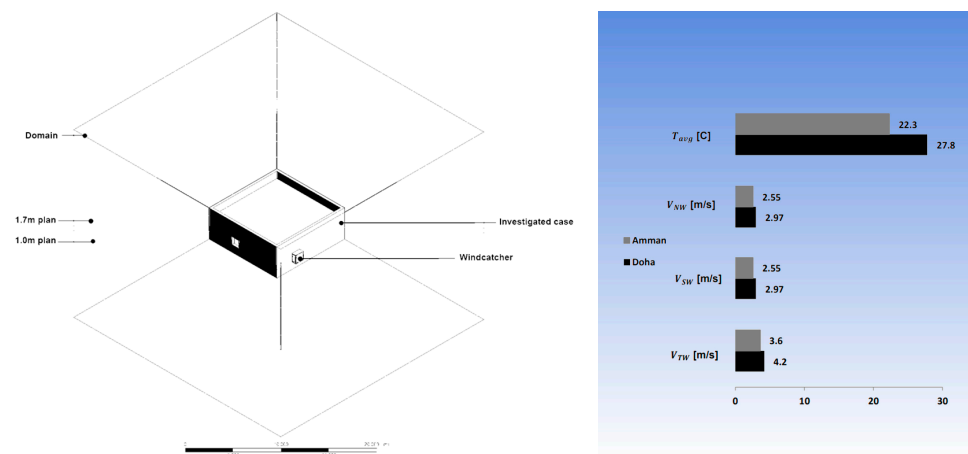 Domain
1.7m plan
1.0m plan
Investigated case
Windcatcher
0
T_avg [C]
22.3
27.8
V_NW [m/s]
2.55
2.97
Amman
Doha
V_SW [m/s]
2.55
2.97
V_TW [m/s]
3.6
4.2
0 10 20 30